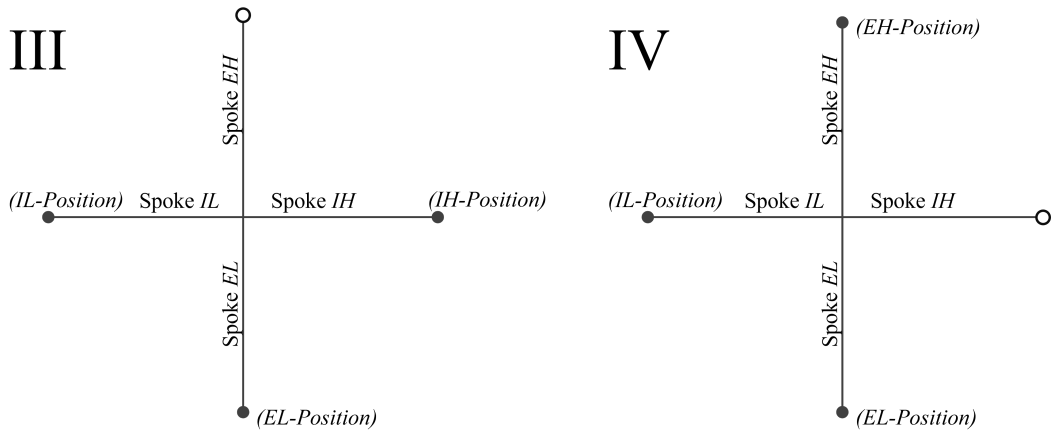 III
Spoke EH
(IL-Position) Spoke IL Spoke IH (IH-Position)
Spoke EL
(EL-Position)
IV
(EH-Position)
Spoke EH
(IL-Position) Spoke IL Spoke IH
Spoke EL
(EL-Position)